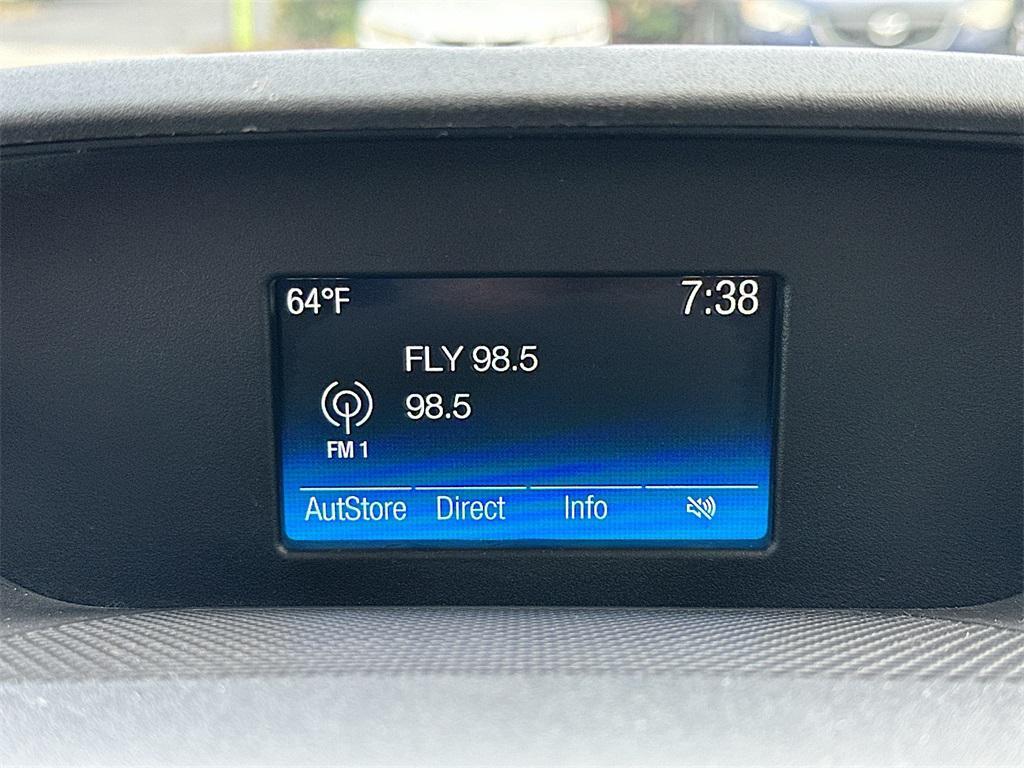 64°F 7:38
FLY 98.5
98.5
FM 1
AutStore Direct Info